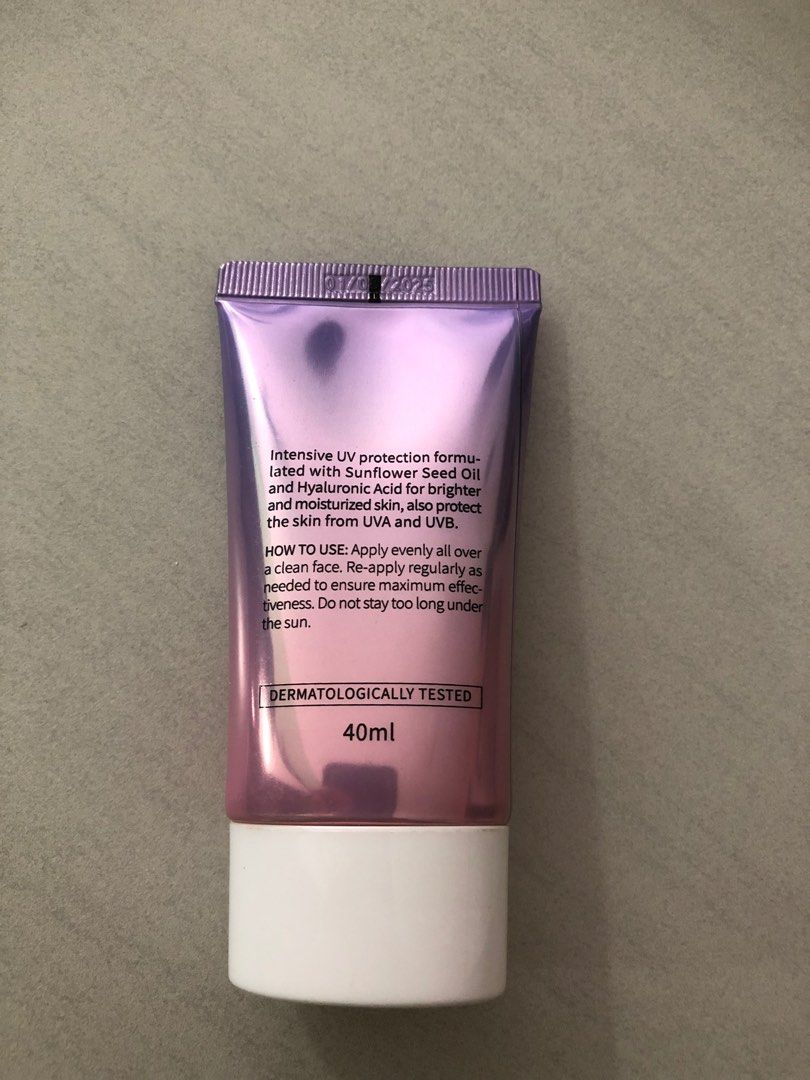 2025
Intensive UV protection formu-
lated with Sunflower Seed Oil
and Hyaluronic Acid for brighter
and moisturized skin, also protect
the skin from UVA and UVB.
HOW TO USE: Apply evenly all over
a clean face. Re-apply regularly as
needed to ensure maximum effec-
tiveness. Do not stay too long under
the sun.
DERMATOLOGICALLY TESTED
40ml